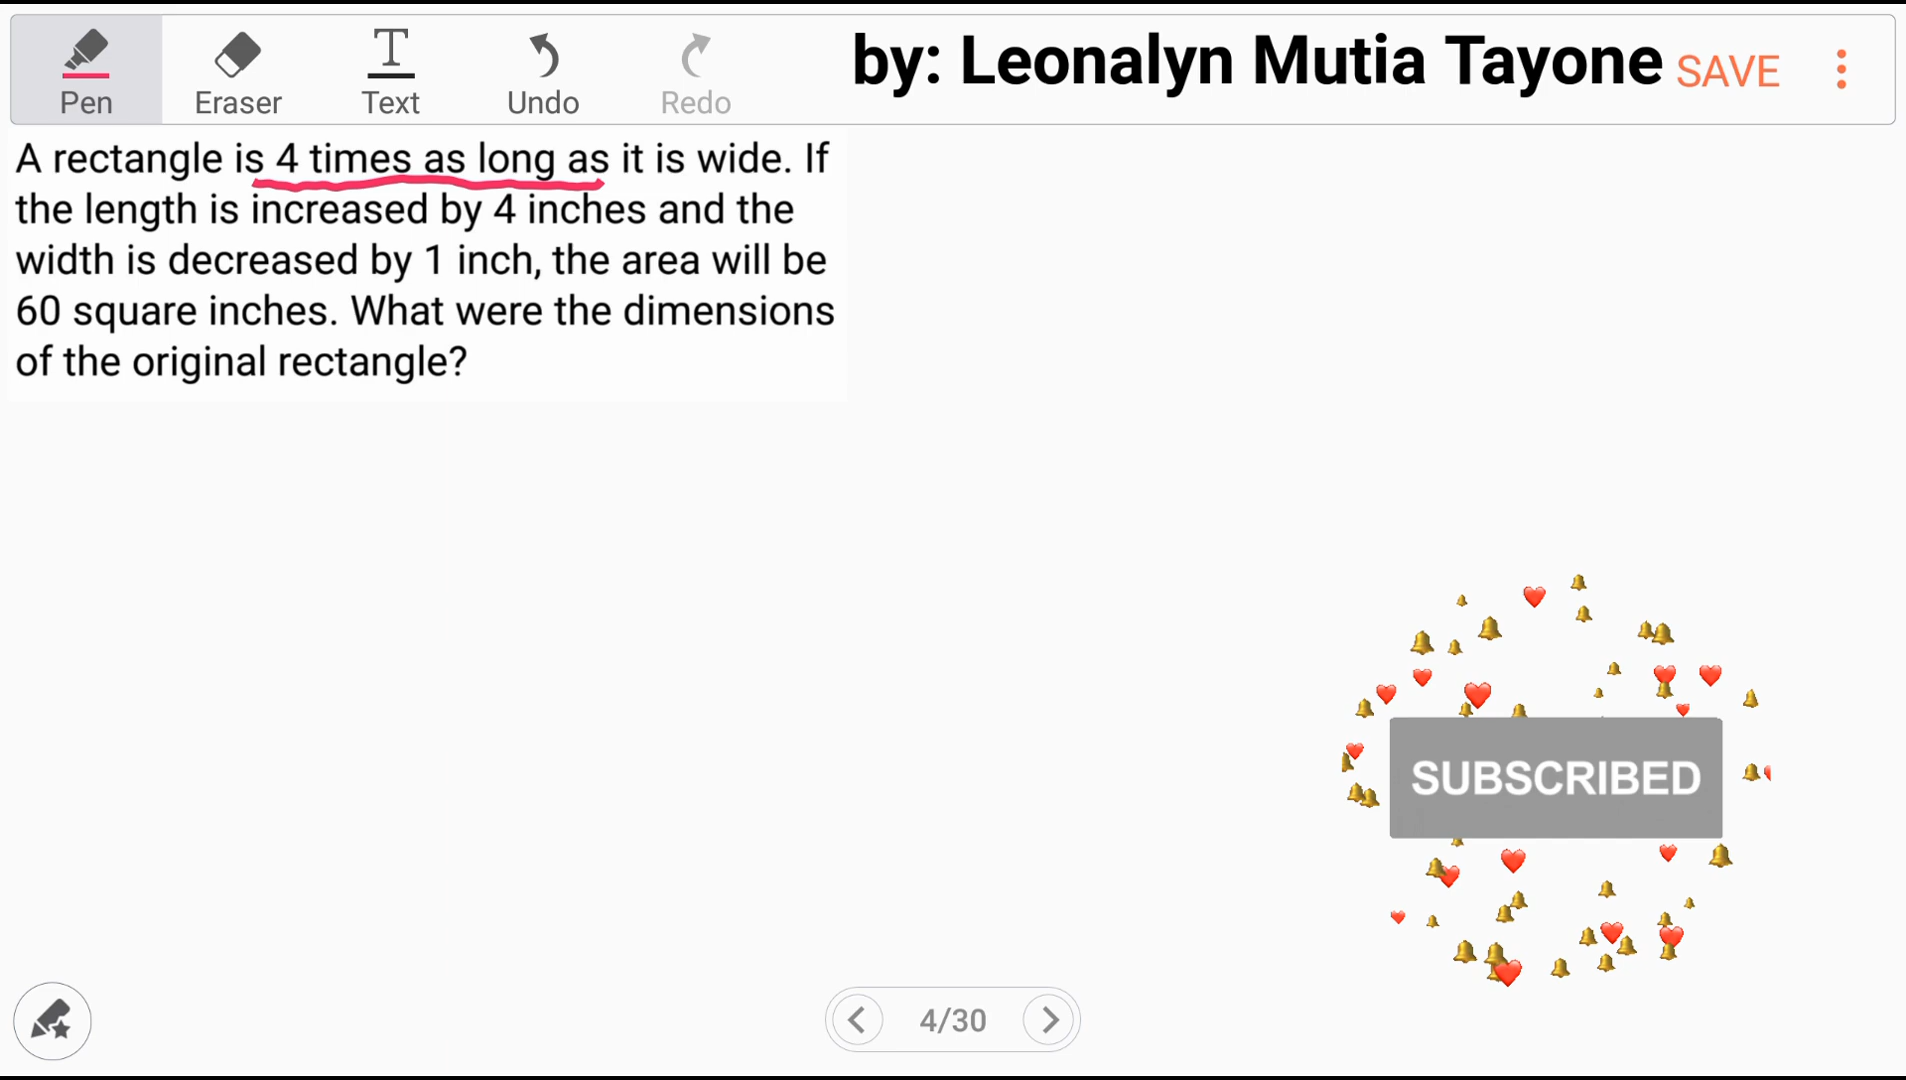 Pen
Eraser
Text
Undo
Redo
by: Leonalyn Mutia Tayone
SAVE
A rectangle is 4 times as long as it is wide. If
the length is increased by 4 inches and the
width is decreased by 1 inch, the area will be
60 square inches. What were the dimensions
of the original rectangle?
SUBSCRIBED
4/30